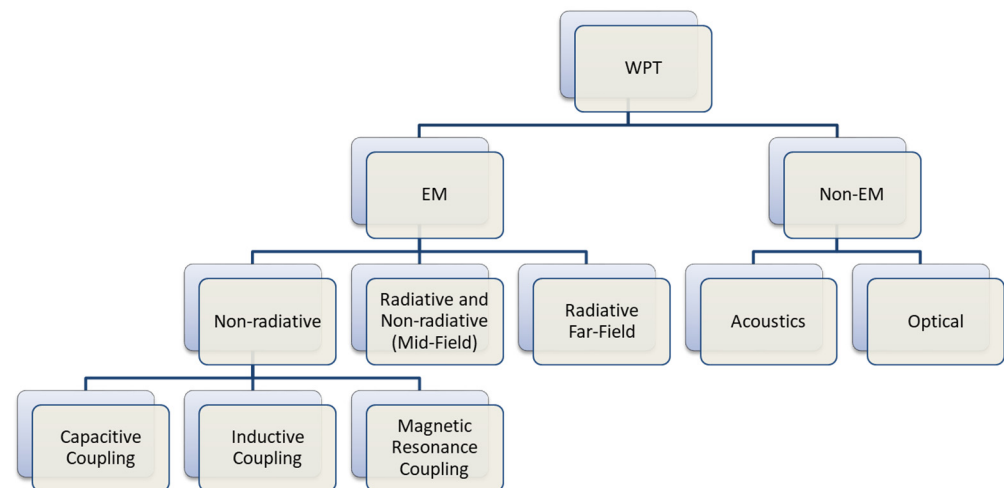 WPT
EM
Non-EM
Non-radiative
Radiative and
Non-radiative
(Mid-Field)
Radiative
Far-Field
Acoustics
Optical
Capacitive
Coupling
Inductive
Coupling
Magnetic
Resonance
Coupling